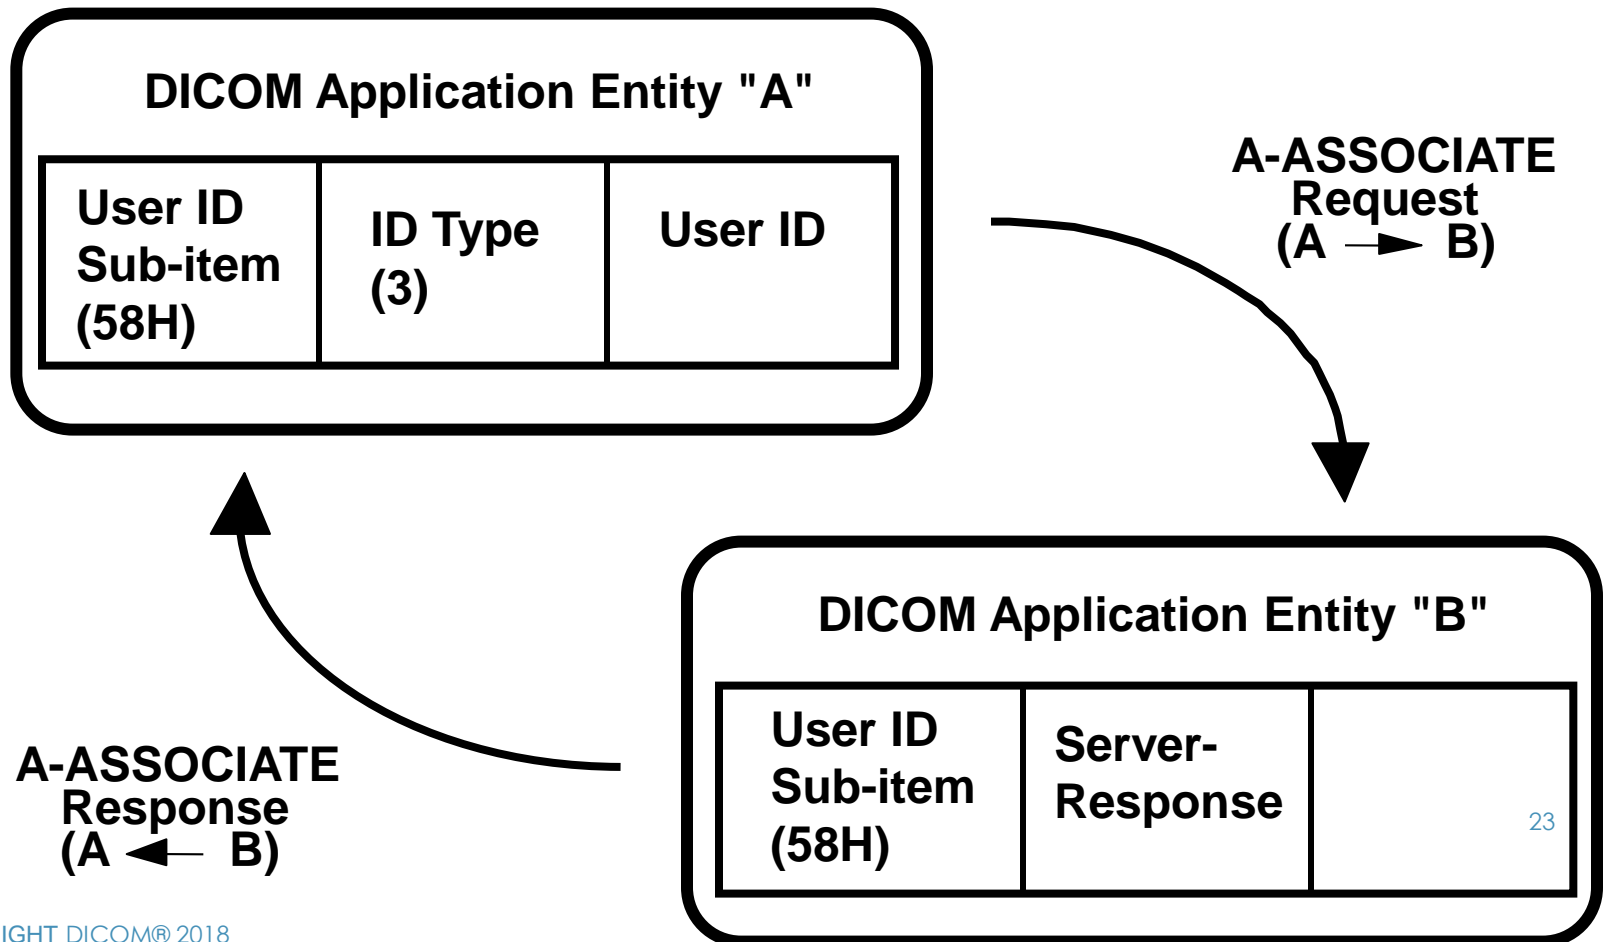 DICOM Application Entity "A"
User ID
Sub-item
(58H)
ID Type
(3)
User ID
A-ASSOCIATE
Request
(A → B)
DICOM Application Entity "B"
User ID
Sub-item
(58H)
Server-
Response
23
A-ASSOCIATE
Response
(A ← B)
IGHT DICOM® 2018